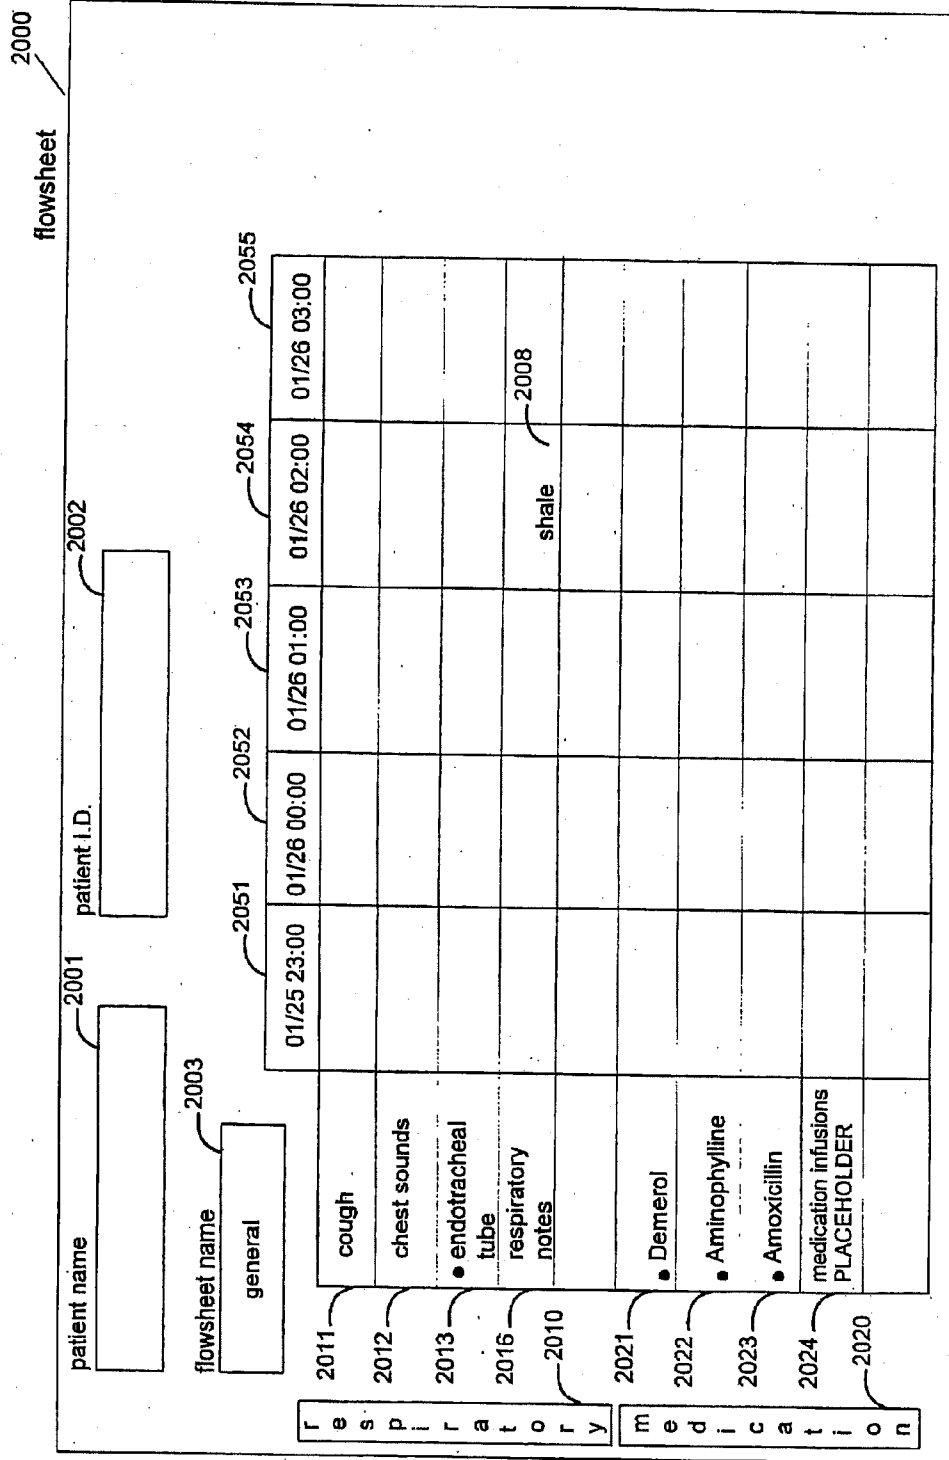 2000
flowsheet
patient name
2001
patient I.D.
2002
flowsheet name
2003
general
2051
2052
2053
2054
2055
01/25 23:00
01/26 00:00
01/26 01:00
01/26 02:00
01/26 03:00
respiratory
2011
cough
2012
chest sounds
2013
• endotracheal
tube
2016
respiratory
notes
shale
2008
2010
medication
2021
• Demerol
2022
• Aminophylline
2023
• Amoxicillin
2024
medication infusions
PLACEHOLDER
2020